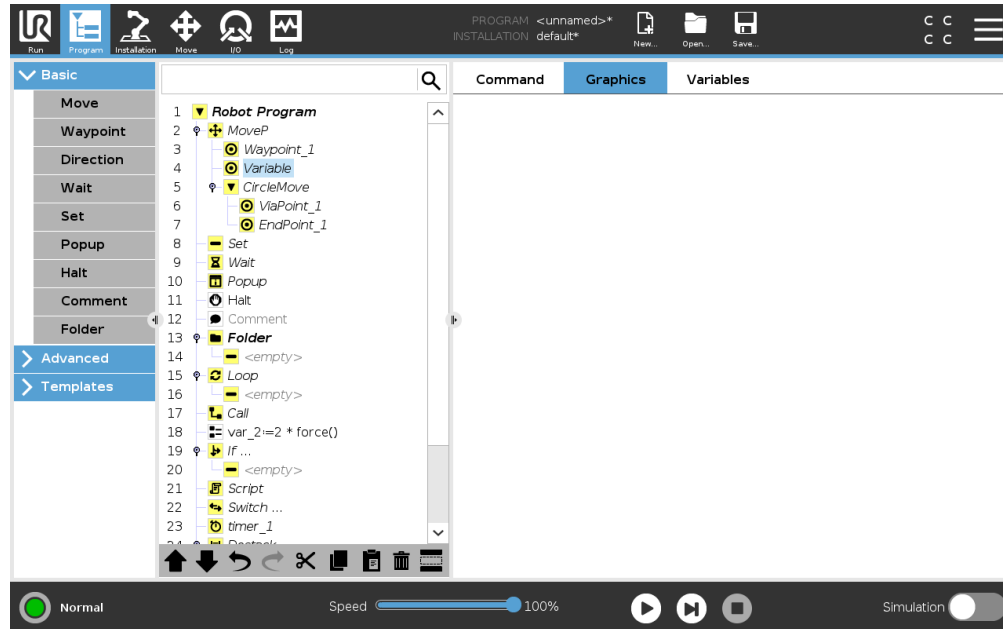 PROGRAM <unnamed>*
INSTALLATION default*
UR
Run
Program
Installation
Move
I/O
Log
New...
Open...
Save...
C C
C C
Basic
Move
Waypoint
Direction
Wait
Set
Popup
Halt
Comment
Folder
Advanced
Templates
1 Robot Program
2 MoveP
3 Waypoint_1
4 Variable
5 CircleMove
6 ViaPoint_1
7 EndPoint_1
8 Set
9 Wait
10 Popup
11 Halt
12 Comment
13 Folder
14 <empty>
15 Loop
16 <empty>
17 Call
18 var_2:=2 * force()
19 If ...
20 <empty>
21 Script
22 Switch ...
23 timer_1
Command
Graphics
Variables
Normal
Speed
100%
Simulation